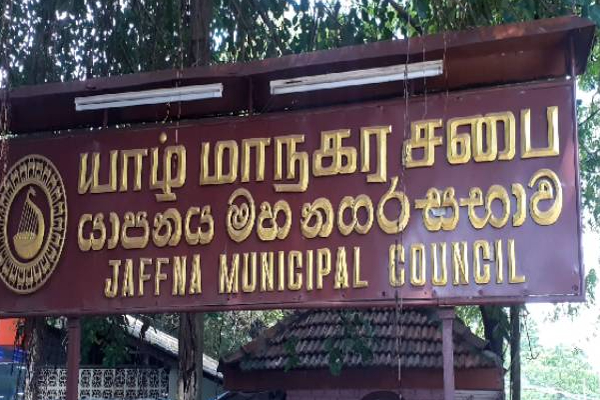 யாழ் மாநகர சபை
යාපනය මහ නගර සභාව
JAFFNA MUNICIPAL COUNCIL